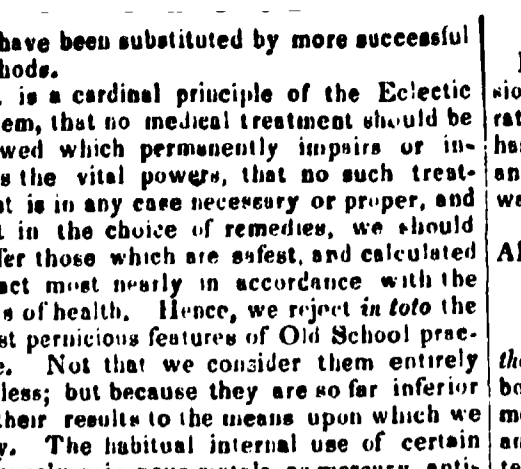 have been substituted by more successful
hods.
is a cardinal principle of the Eclectic
em, that no medical treatment should be
wed which permanently impairs or in-
s the vital powers, that no such treat-
t is in any case necessary or proper, and
t in the choice of remedies, we should
fer those which are safest, and calculated
act most nearly in accordance with the
s of health. Hence, we reject in toto the
st pernicious features of Old School prac-
e. Not that we consider them entirely
less; but because they are so far inferior
their results to the means upon which we
y. The habitual internal use of certain
sio
rat
has
an
we
Al
the
bo
me
an